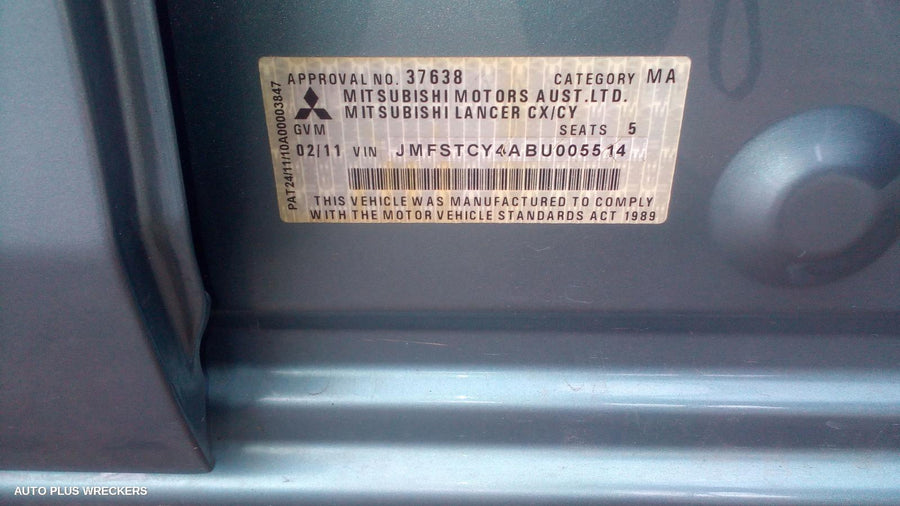 APPROVAL NO. 37638 CATEGORY MA
MITSUBISHI MOTORS AUST.LTD.
MITSUBISHI LANCER CX/CY
GVM SEATS 5
02/11 VIN JMFSTCY4ABU005514
THIS VEHICLE WAS MANUFACTURED TO COMPLY
WITH THE MOTOR VEHICLE STANDARDS ACT 1989
PAT24/11/10A00003847
AUTO PLUS WRECKERS